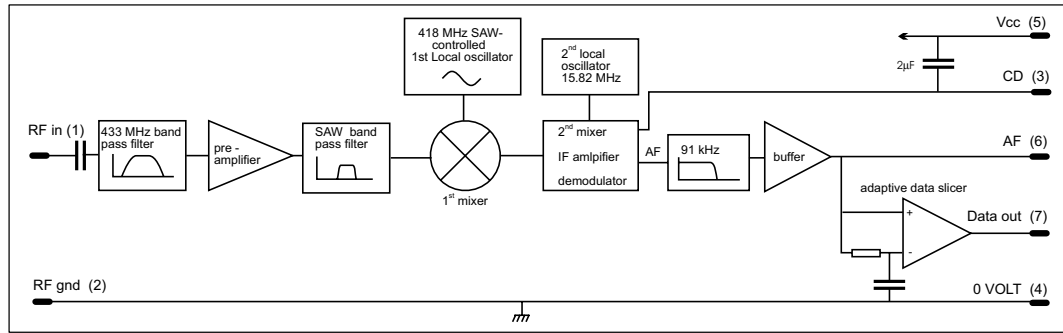 418 MHz SAW-
controlled
1st Local oscillator
2nd local
oscillator
15.82 MHz
Vcc (5)
2µF
CD (3)
RF in (1)
433 MHz band
pass filter
pre -
amplifier
SAW band
pass filter
1st mixer
2nd mixer
IF amlpifier
demodulator
AF
91 kHz
buffer
AF (6)
adaptive data slicer
+
-
Data out (7)
RF gnd (2)
0 VOLT (4)